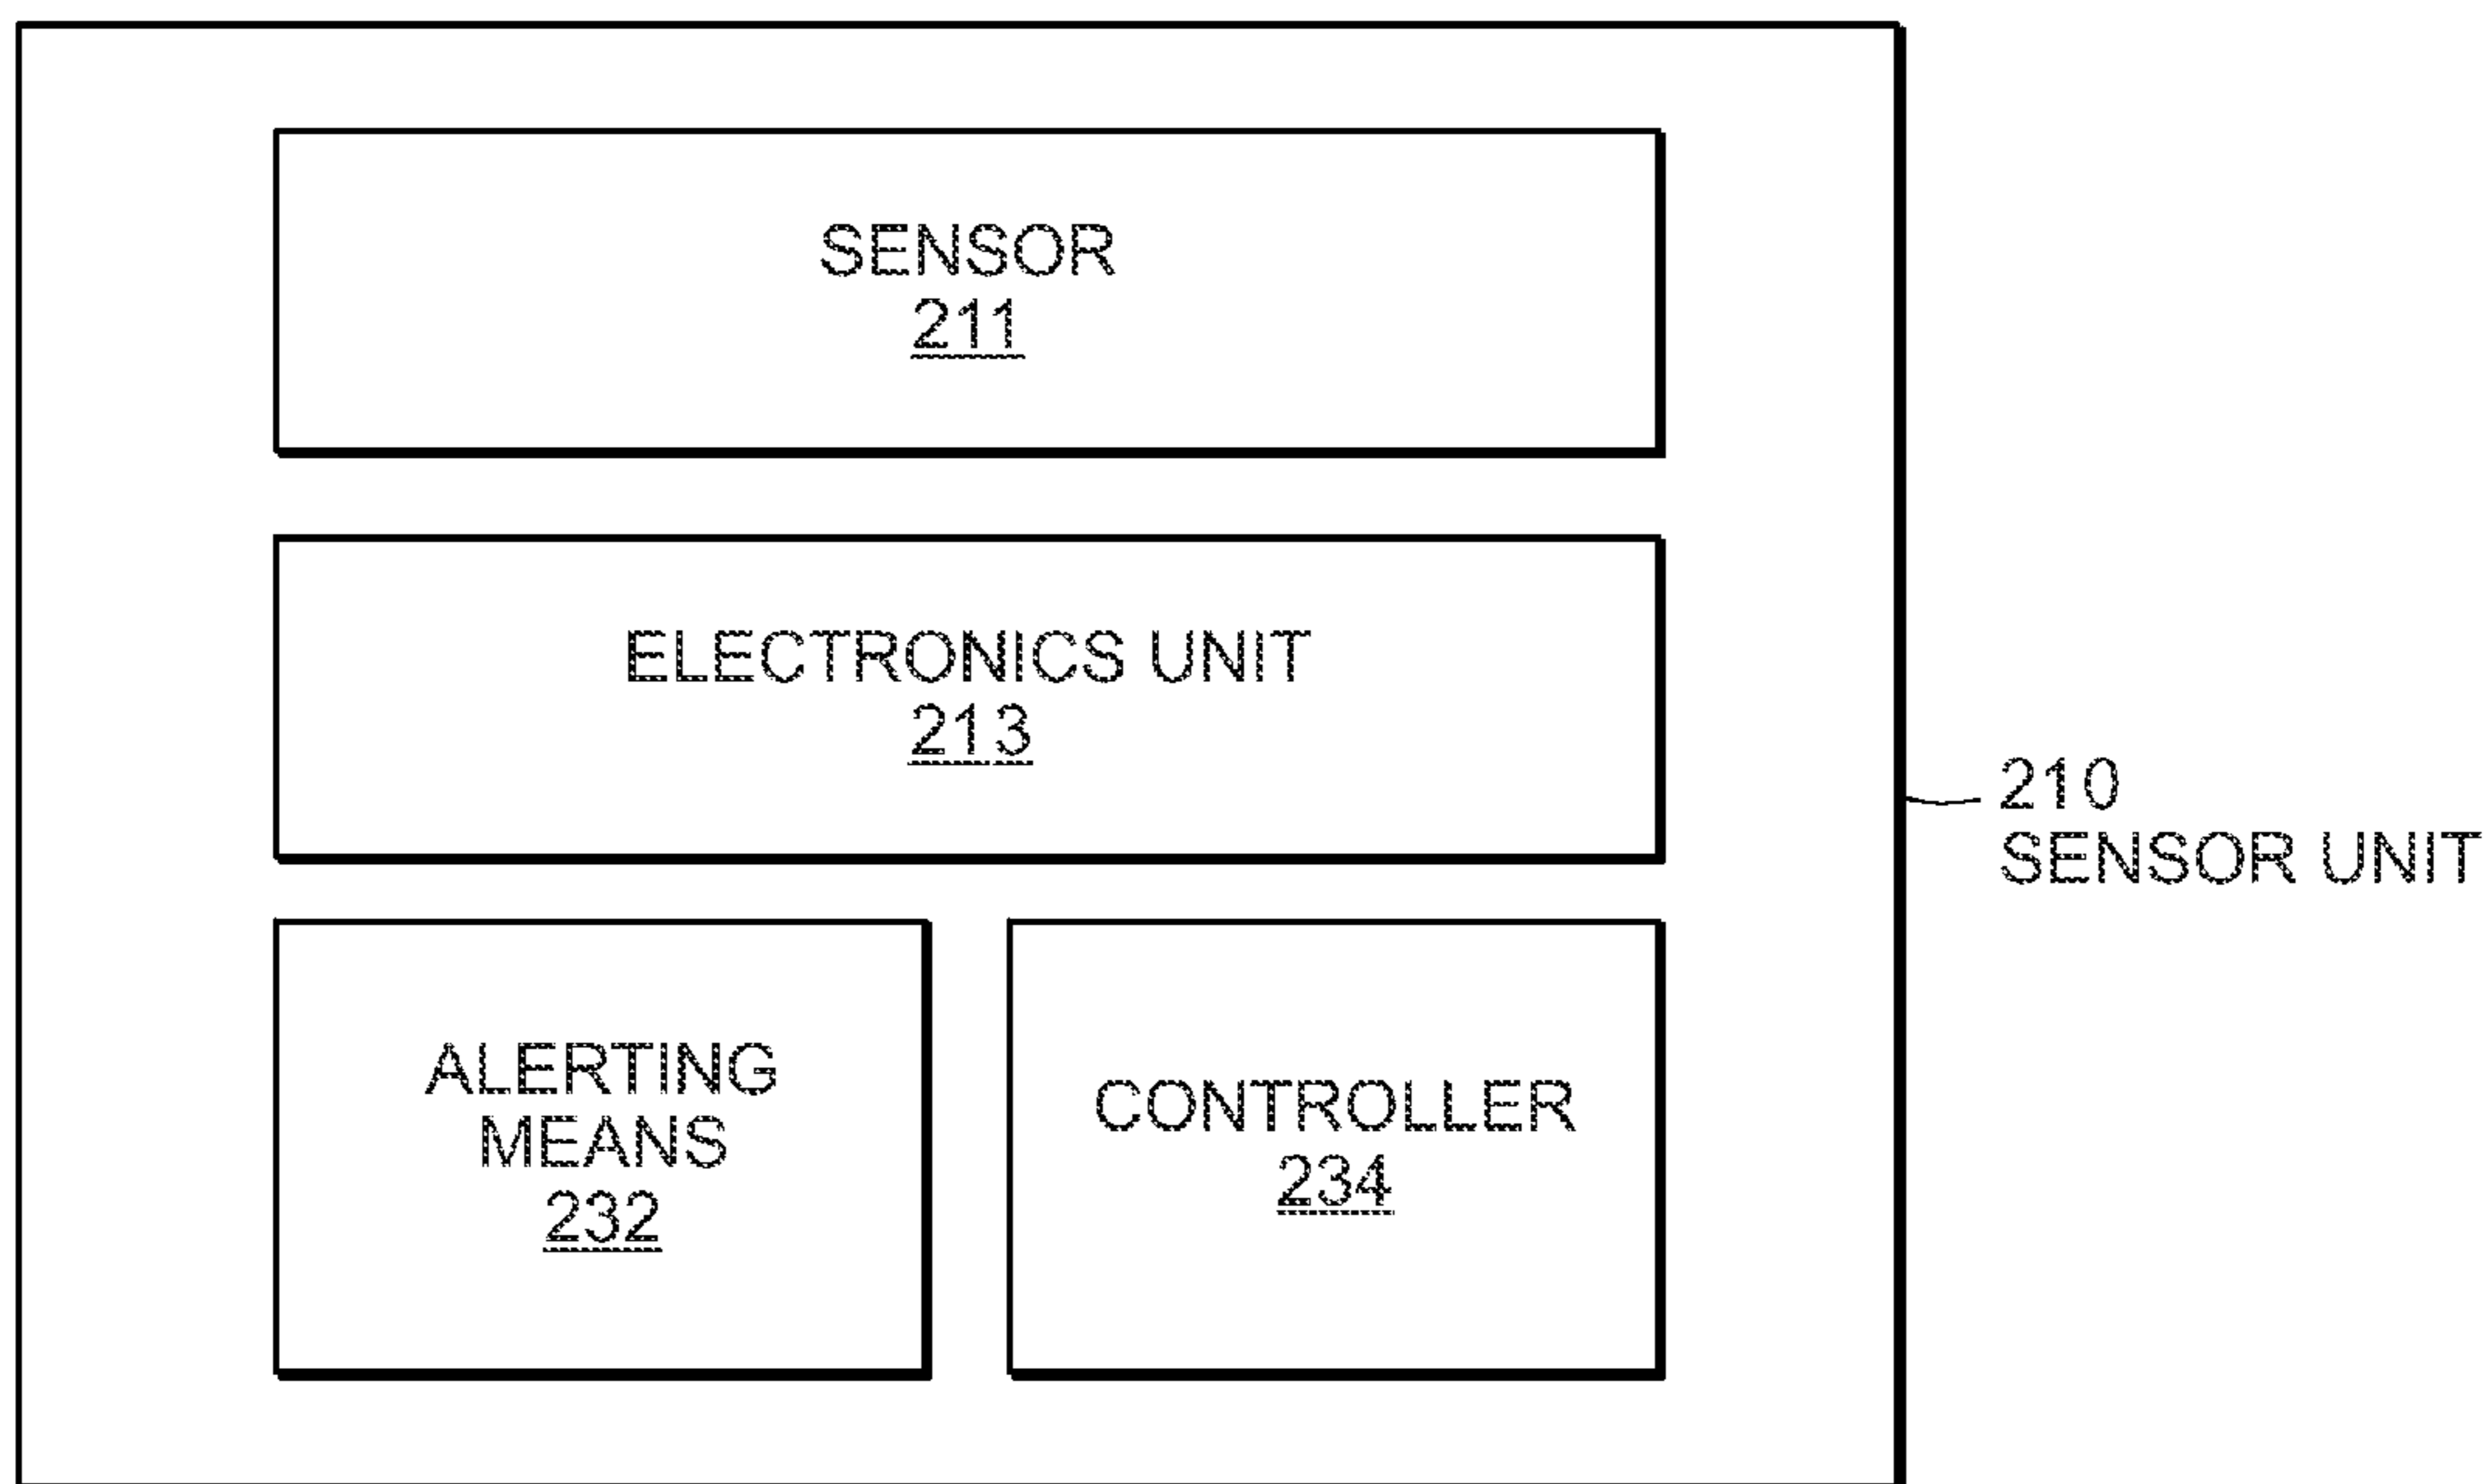 SENSOR
211
ELECTRONICS UNIT
213
210
SENSOR UNIT
ALERTING
MEANS
232
CONTROLLER
234